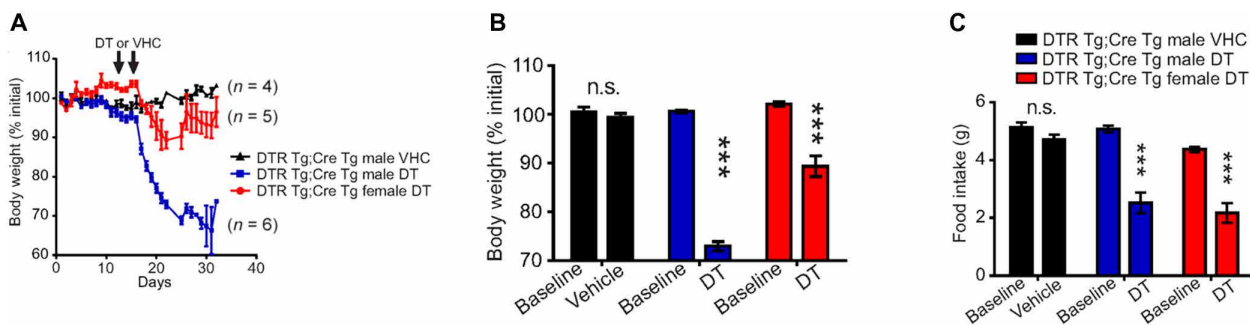 A
DT or VHC
Body weight (% initial)
110
100
90
80
70
60
0
10
20
30
40
Days
(n = 4)
(n = 5)
(n = 6)
DTR Tg;Cre Tg male VHC
DTR Tg;Cre Tg male DT
DTR Tg;Cre Tg female DT
B
Body weight (% initial)
110
100
90
80
70
n.s.
***
***
Baseline
Vehicle
Baseline
DT
Baseline
DT
C
DTR Tg;Cre Tg male VHC
DTR Tg;Cre Tg male DT
DTR Tg;Cre Tg female DT
Food intake (g)
6
4
2
0
n.s.
***
***
Baseline
Vehicle
Baseline
DT
Baseline
DT